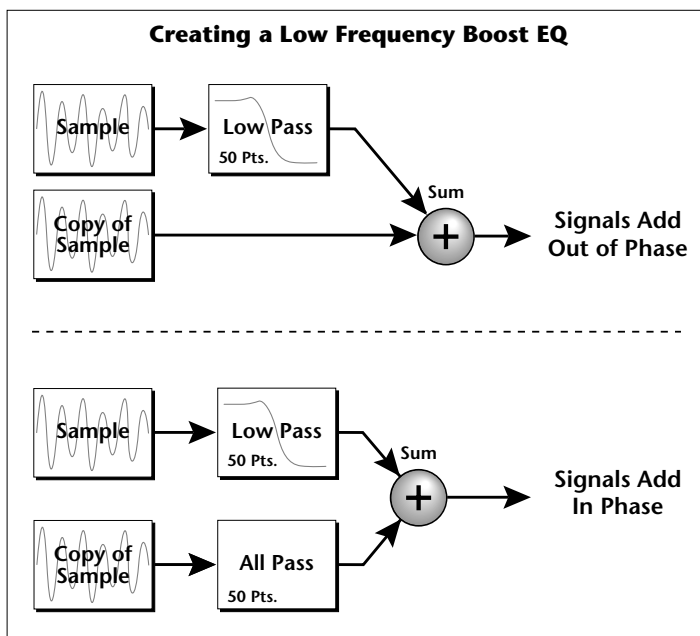 Creating a Low Frequency Boost EQ
Sample
Low Pass
50 Pts.
Sum
+
Copy of
Sample
Signals Add
Out of Phase
Sample
Low Pass
50 Pts.
Sum
+
Signals Add
In Phase
Copy of
Sample
All Pass
50 Pts.